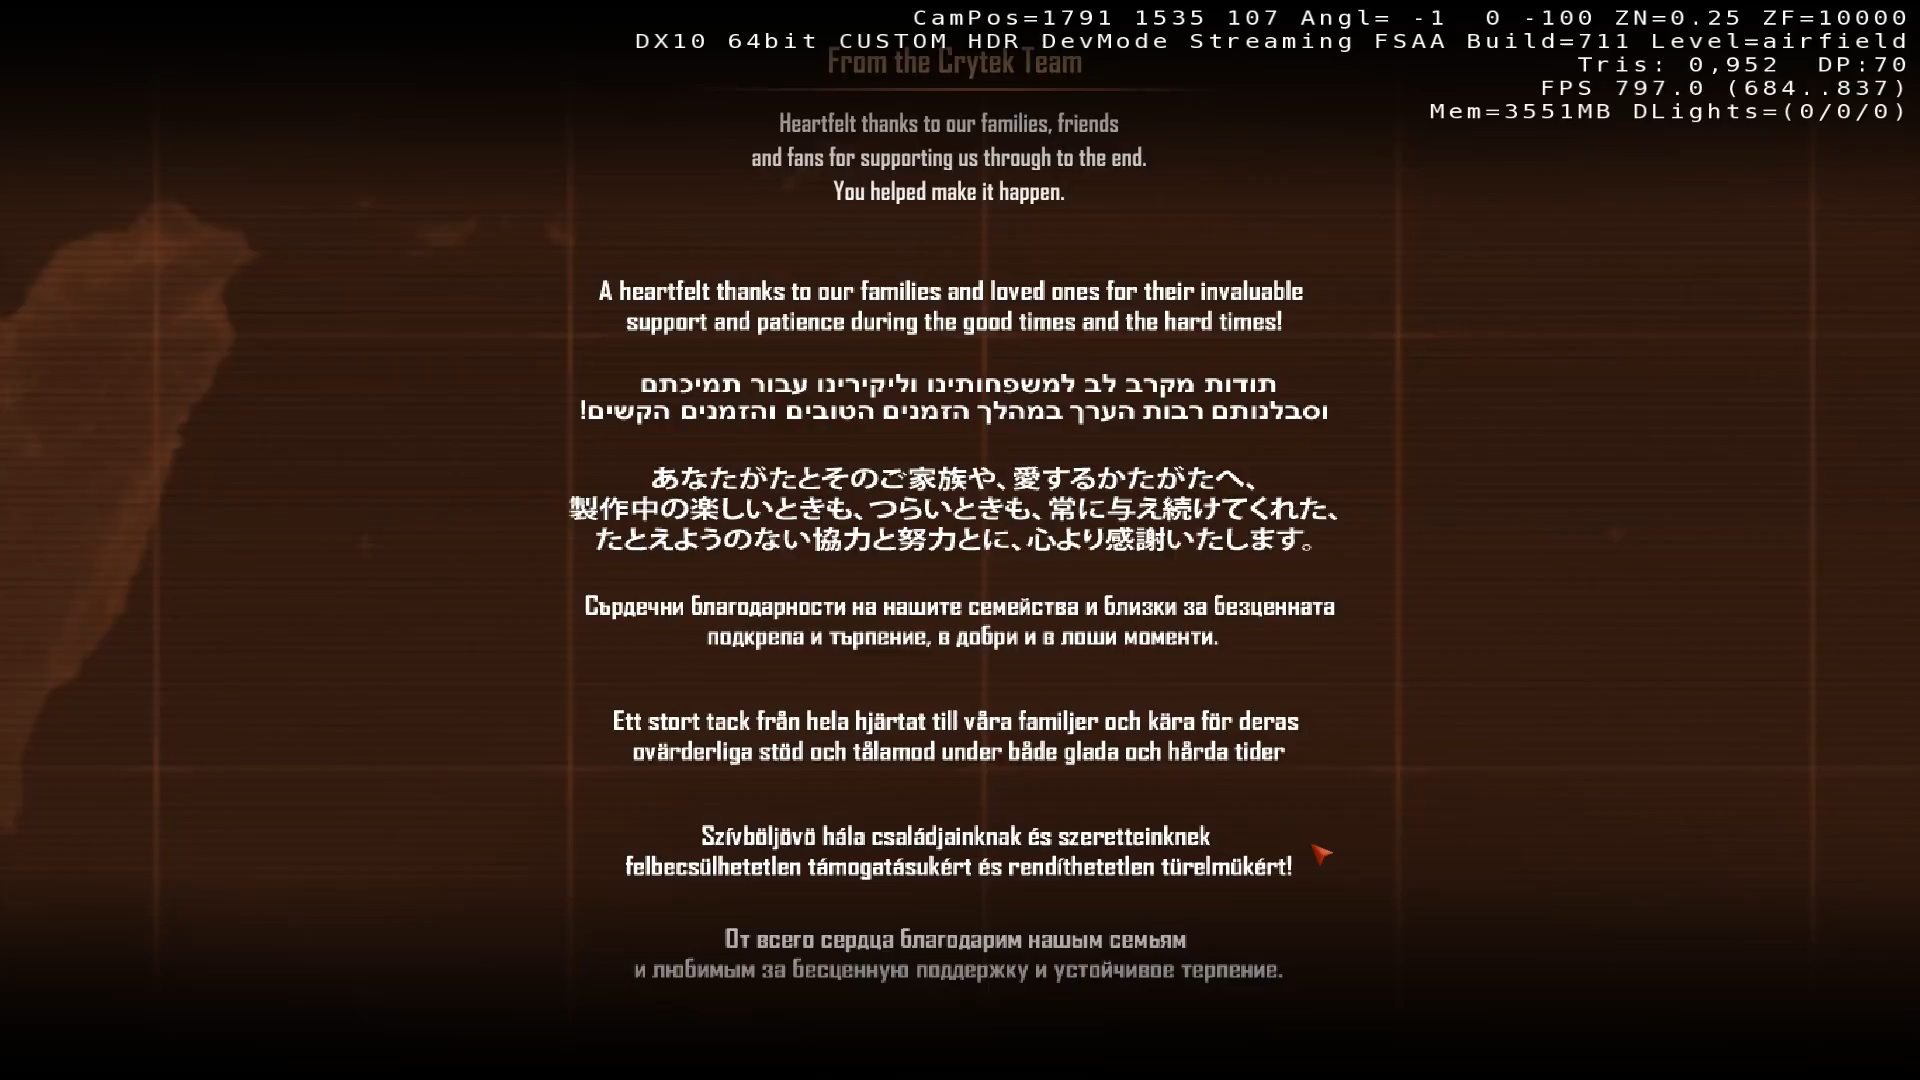 CamPos=1791 1535 107 Angl= -1 0 -100 ZN=0.25 ZF=10000
DX10 64bit CUSTOM HDR DevMode Streaming FSAA Build=711 Level=airfield
Tris: 0,952 DP:70
FPS 797.0 (684..837)
Mem=3551MB DLights=(0/0/0)
From the Crytek Team
Heartfelt thanks to our families, friends
and fans for supporting us through to the end.
You helped make it happen.
A heartfelt thanks to our families and loved ones for their invaluable
support and patience during the good times and the hard times!
תודות מקרב לב למשפחותינו וליקירינו עבור תמיכתם
וסבלנותם רבות הערך במהלך הזמנים הטובים והזמנים הקשים!
あなたがたとそのご家族や、愛するかたがたへ、
製作中の楽しいときも、つらいときも、常に与え続けてくれた、
たとえようのない協力と努力とに、心より感謝いたします。
Сърдечни благодарности на нашите семейства и близки за безценната
подкрепа и търпение, в добри и в лоши моменти.
Ett stort tack från hela hjärtat till våra familjer och kära för deras
ovärderliga stöd och tålamod under både glada och hårda tider
Szívböljövö hála családjainknak és szeretteinknek
felbecsülhetetlen támogatásukért és rendíthetetlen türelmükért!
От всего сердца благодарим нашым семьям
и любимым за бесценную поддержку и устойчивое терпение.